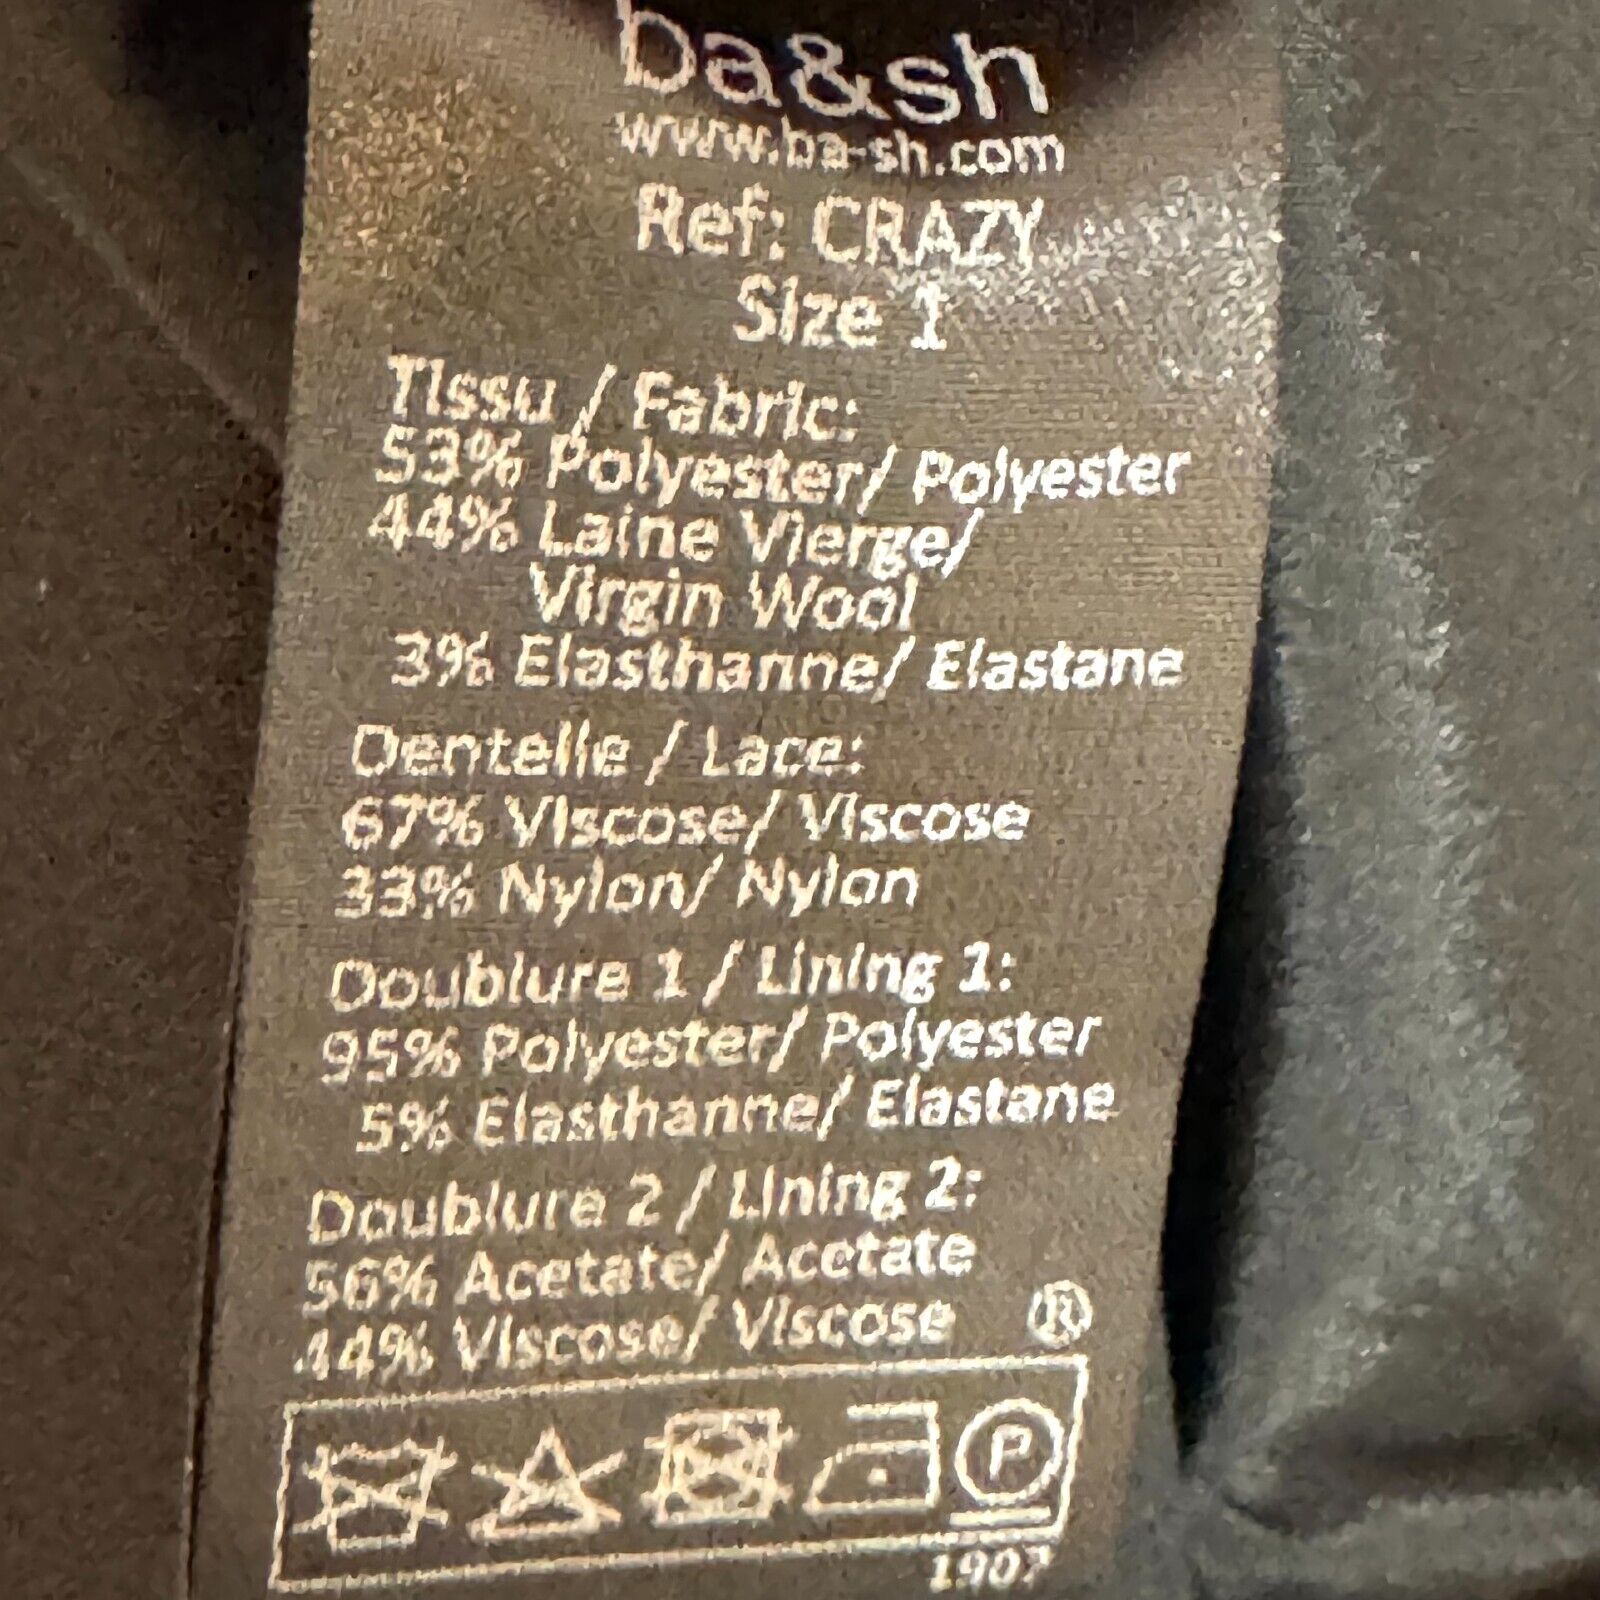 ba&sh
www.ba-sh.com
Ref: CRAZY
Size 1
Tissu / Fabric:
53% Polyester/ Polyester
44% Laine Vierge/
Virgin Wool
3% Elasthanne/ Elastane
Dentelle / Lace:
67% Viscose/ Viscose
33% Nylon/ Nylon
Doublure 1 / Lining 1:
95% Polyester/ Polyester
5% Elasthanne/ Elastane
Doublure 2 / Lining 2:
56% Acetate/ Acetate
44% Viscose/ Viscose ®
P
1907